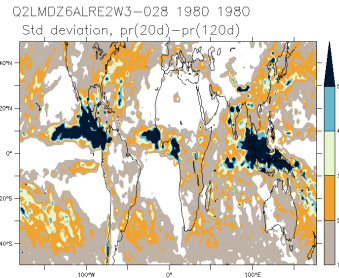 Q2LMDZ6ALRE2W3-028 1980 1980
Std deviation, pr(20d)-pr(120d)
40°N
20°N
0°
20°S
40°S
100°W
0°
100°E
5
4
3
2
1